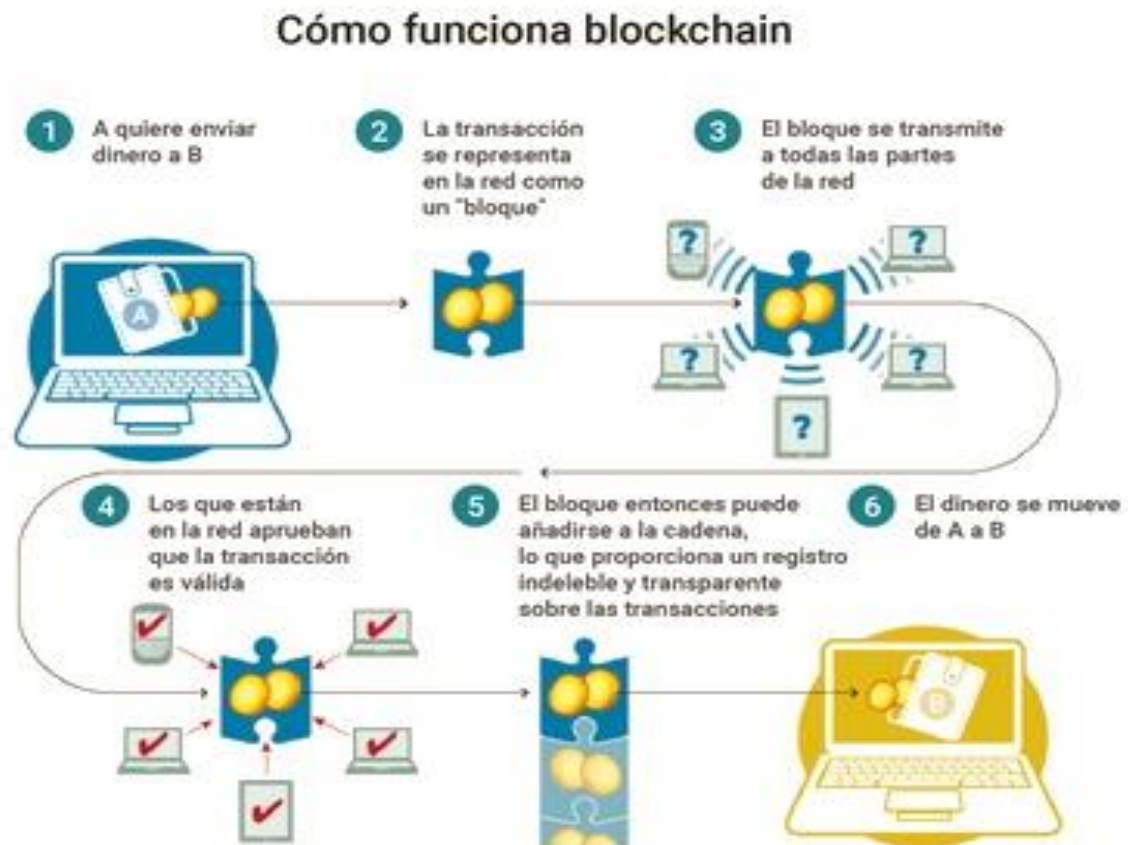 Cómo funciona blockchain
1
A quiere enviar
dinero a B
2
La transacción
se representa
en la red como
un "bloque"
3
El bloque se transmite
a todas las partes
de la red
A
?
?
?
?
?
4
Los que están
en la red aprueban
que la transacción
es válida
5
El bloque entonces puede
añadirse a la cadena,
lo que proporciona un registro
indeleble y transparente
sobre las transacciones
6
El dinero se mueve
de A a B
B